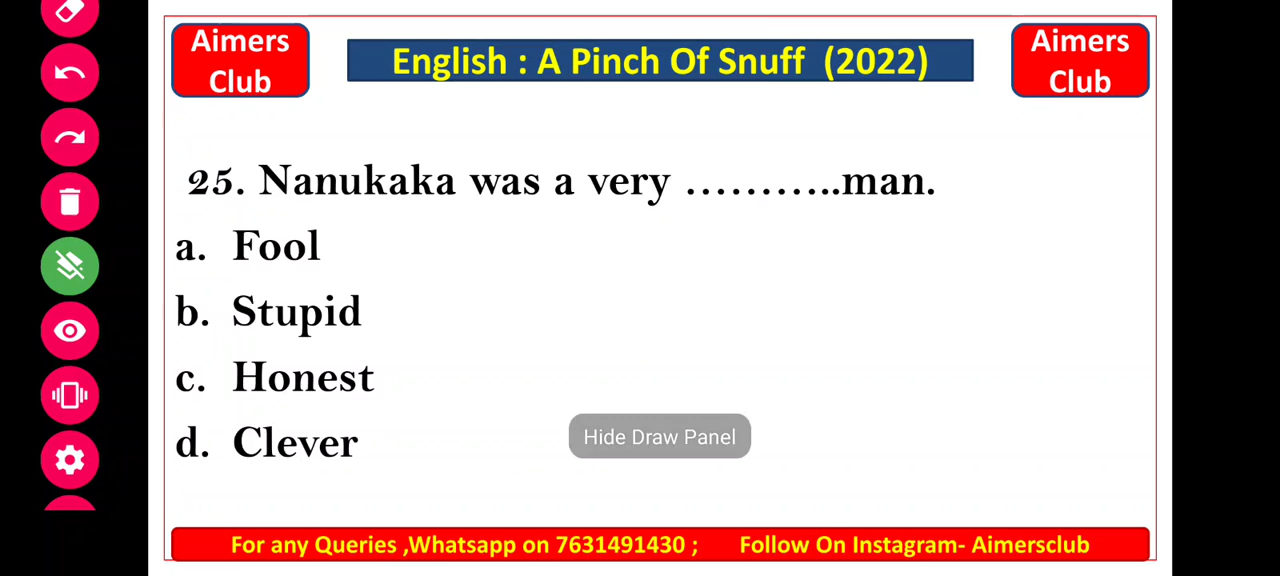 Aimers
Club
English : A Pinch Of Snuff (2022)
Aimers
Club
25. Nanukaka was a very ………..man.
a. Fool
b. Stupid
c. Honest
d. Clever
Hide Draw Panel
For any Queries ,Whatsapp on 7631491430 ; Follow On Instagram- Aimersclub